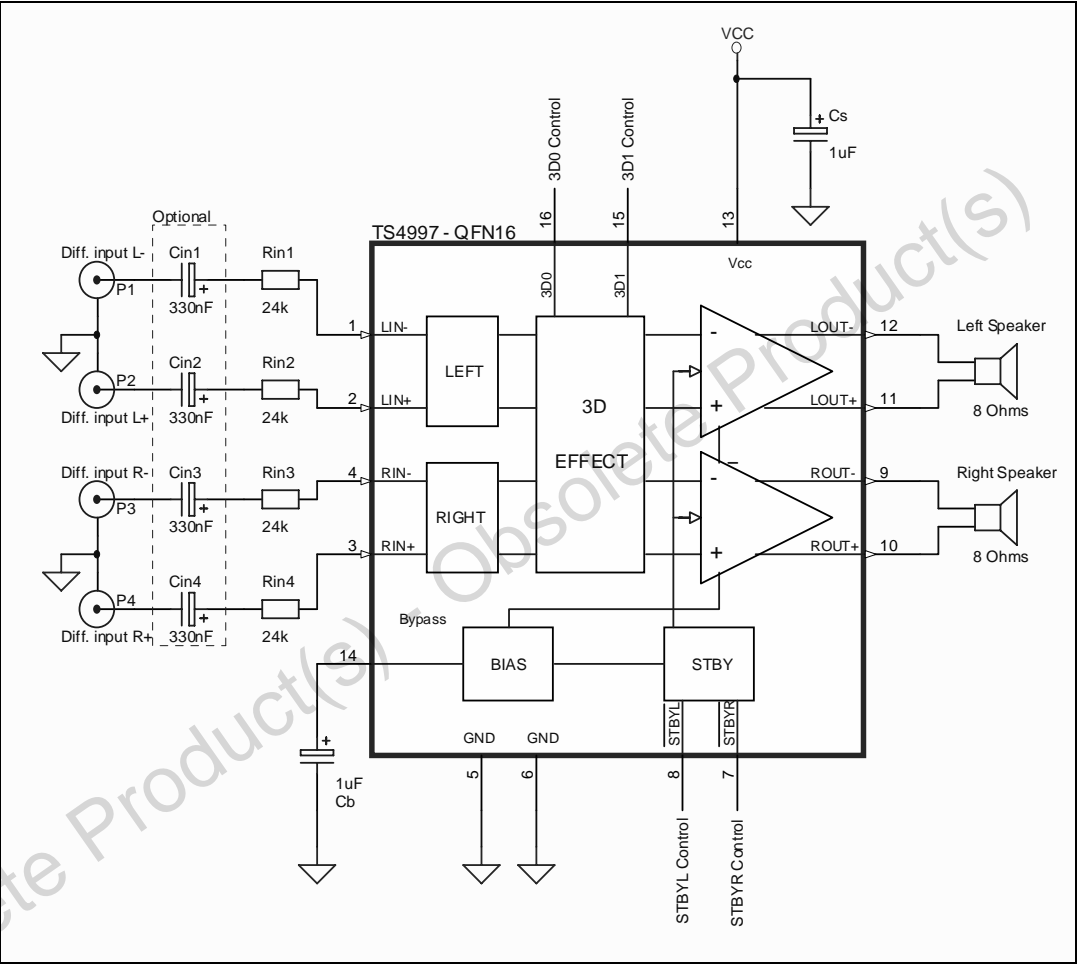 VCC
+ Cs
1uF
3D0 Control
3D1 Control
16
15
13
Optional
TS4997 - QFN16
Diff. input L-
Cin1
Rin1
P1
+
330nF
24k
3D0
3D1
Vcc
1
LIN-
LOUT-
12
Left Speaker
P2
Cin2
Rin2
LEFT
-
+
3D
EFFECT
2
LIN+
LOUT+
11
Diff. input L+
+
330nF
24k
8 Ohms
Diff. input R-
Cin3
Rin3
4
RIN-
ROUT-
9
Right Speaker
P3
+
330nF
24k
RIGHT
-
+
3
RIN+
ROUT+
10
8 Ohms
P4
Cin4
Rin4
+
Diff. input R+
330nF
24k
Bypass
14
BIAS
STBY
STBYL
STBYR
GND
GND
+
1uF
Cb
5
6
8
7
STBYL Control
STBYR Control
Obsolete Product(s) - Obsolete Product(s)